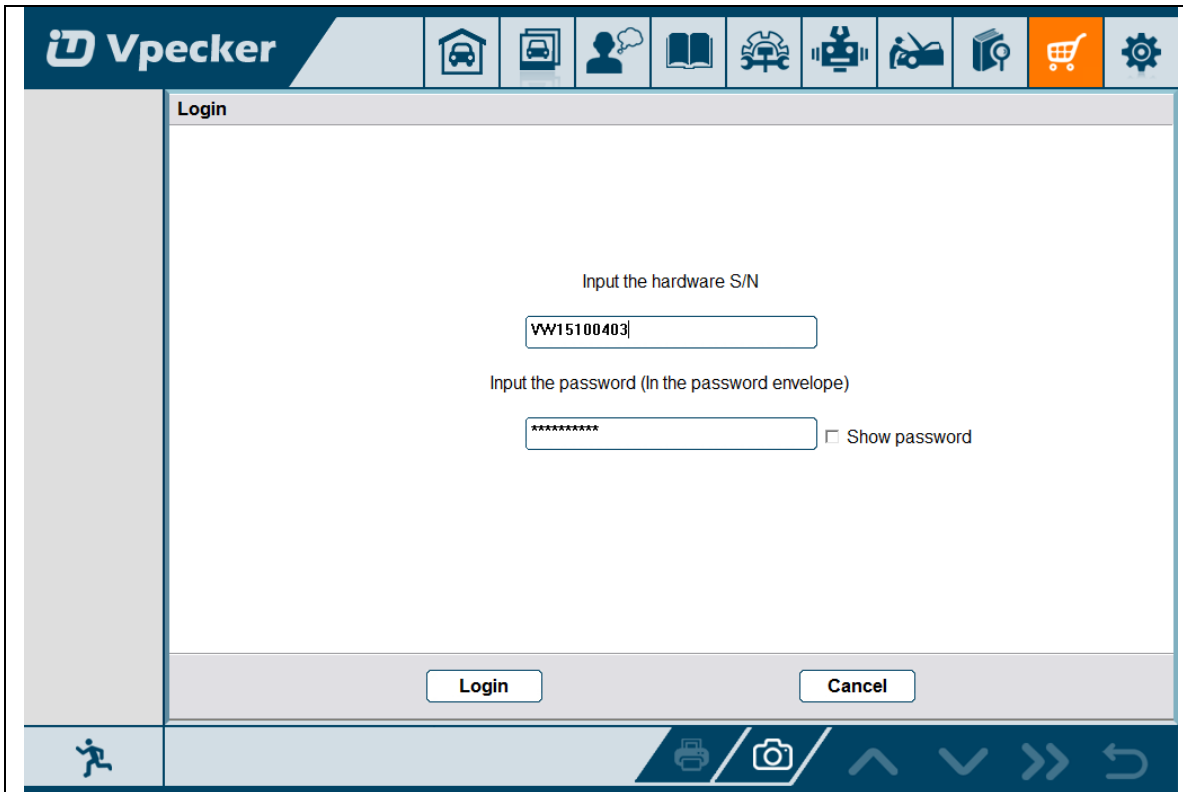 Vpecker
Login
Input the hardware S/N
VW15100403
Input the password (In the password envelope)
**********
Show password
Login
Cancel